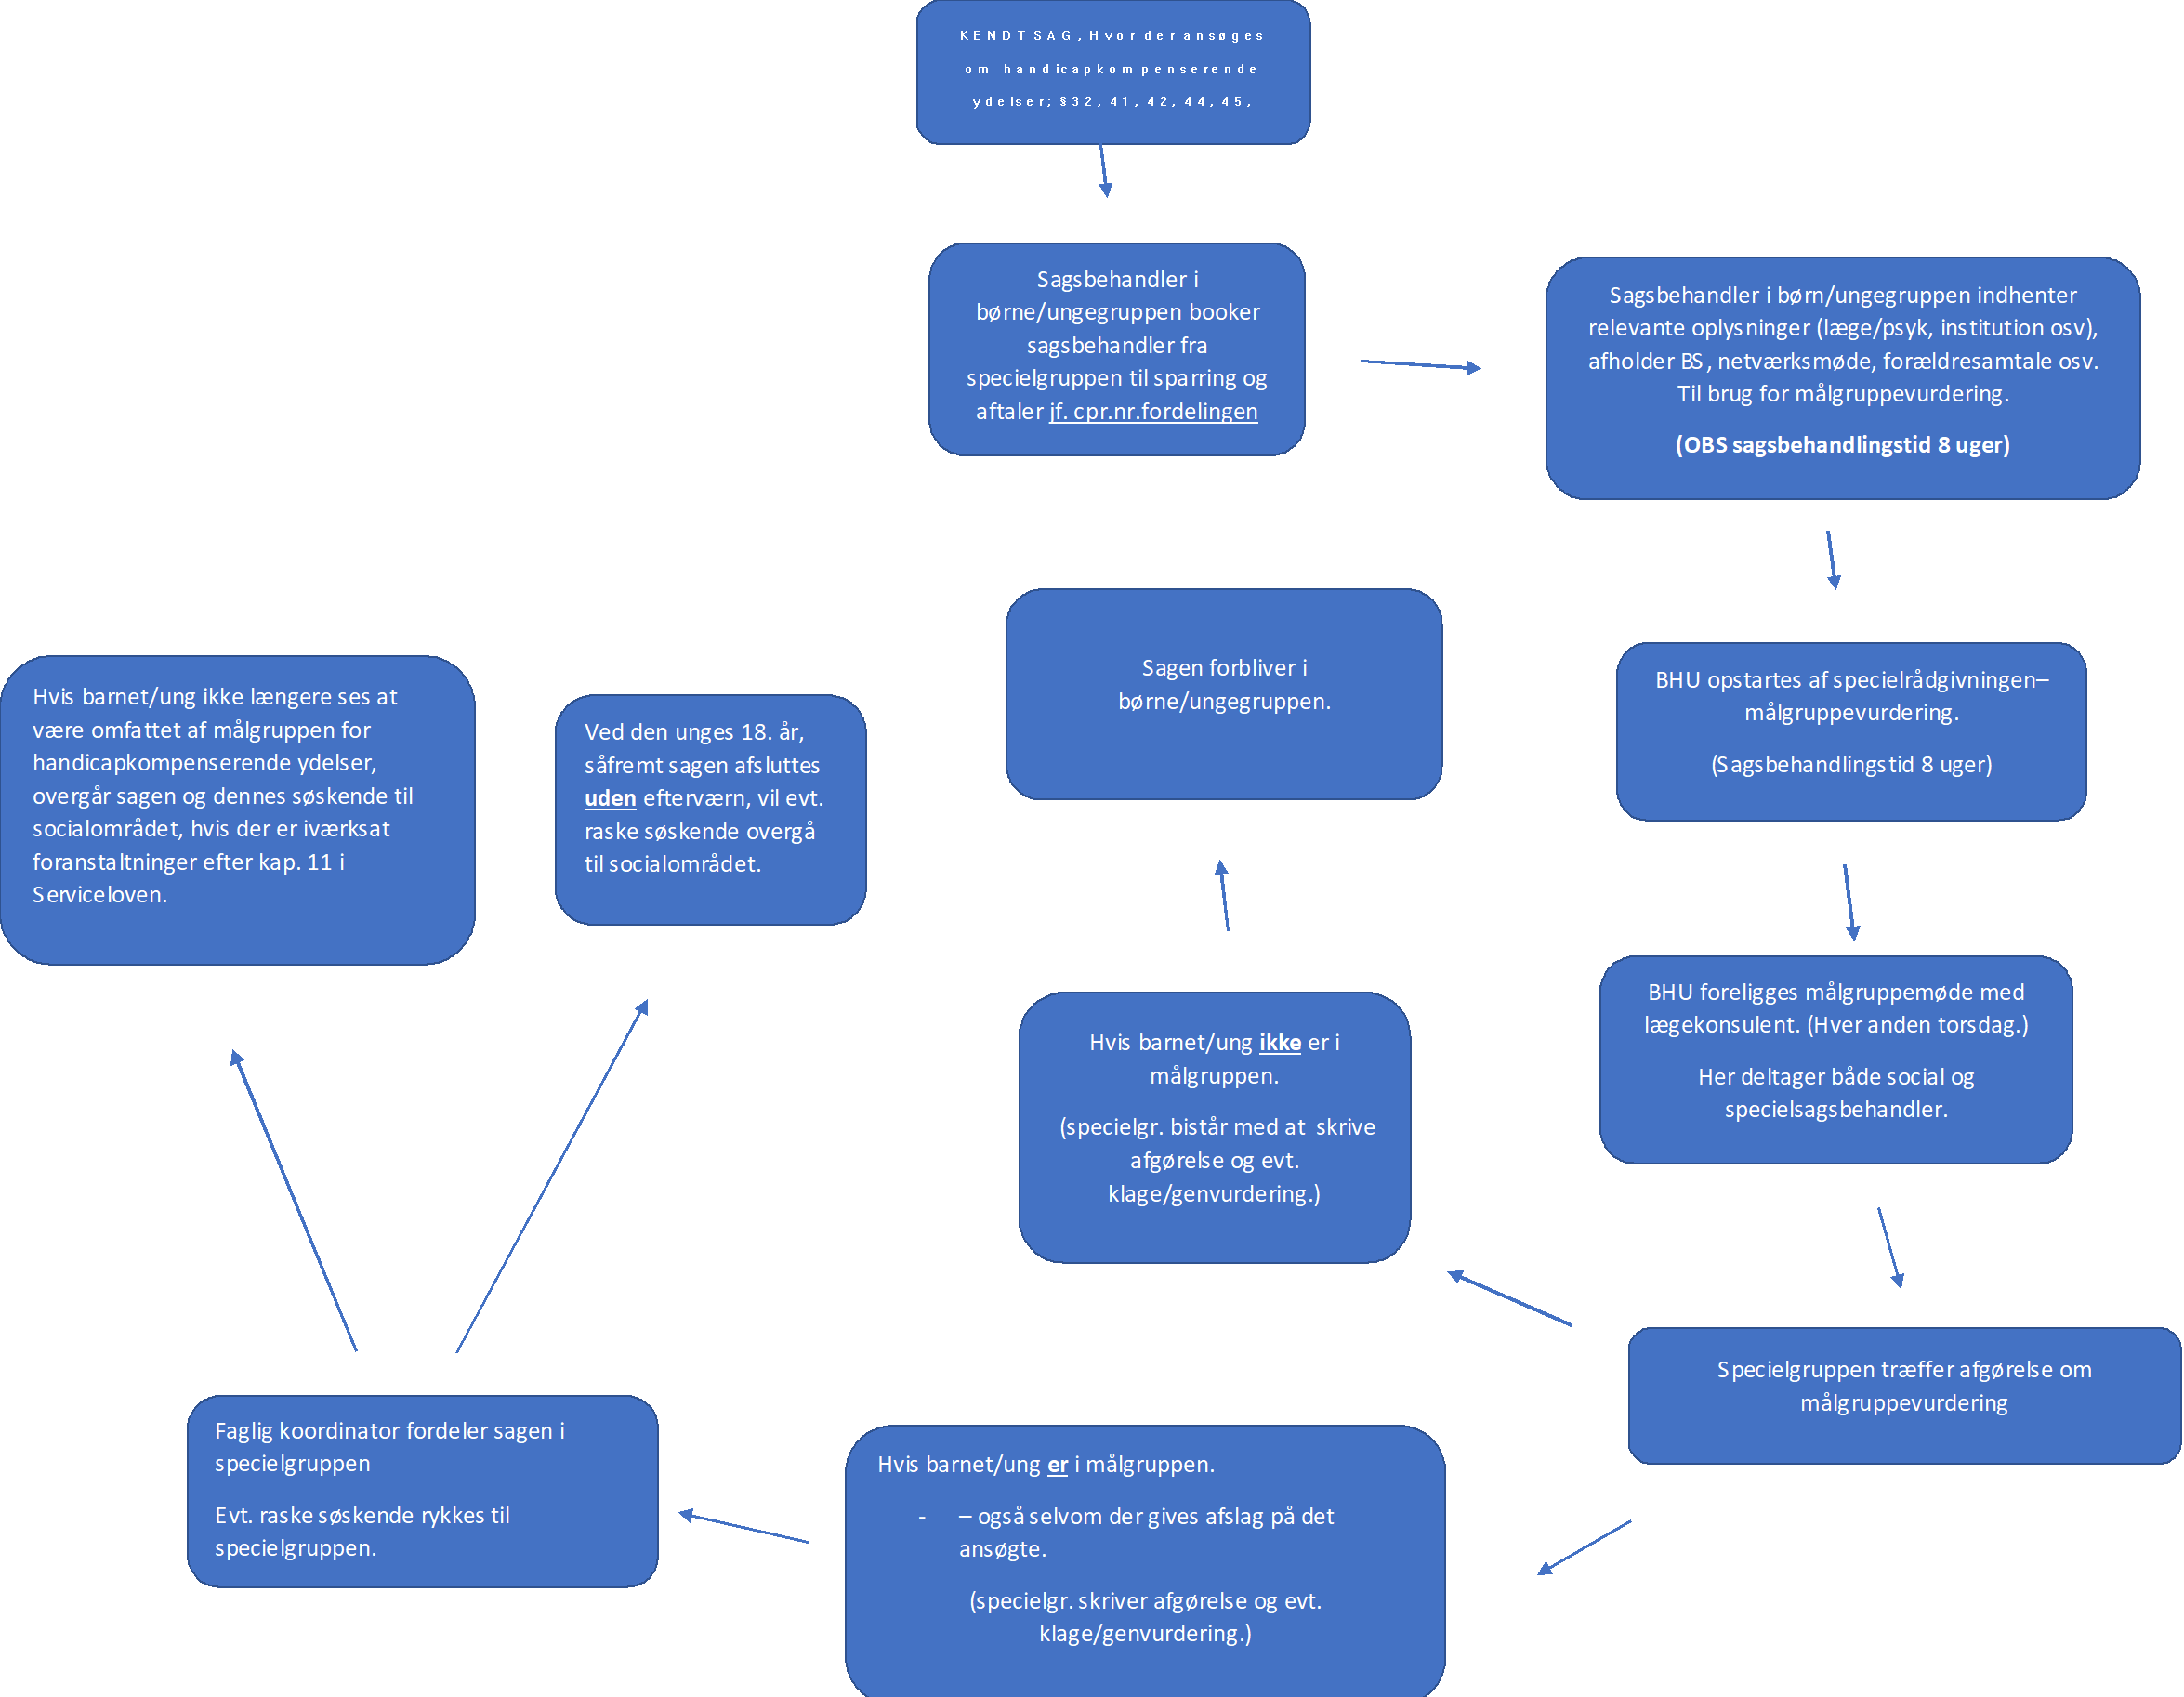 KENDT SAG, Hvor der ansøges
om handicapkompenserende
ydelser; §32, 41, 42, 44, 45,
Sagsbehandler i
børne/ungegruppen booker
sagsbehandler fra
specielgruppen til sparring og
aftaler jf. cpr.nr.fordelingen
Sagsbehandler i børn/ungegruppen indhenter
relevante oplysninger (læge/psyk, institution osv),
afholder BS, netværksmøde, forældresamtale osv.
Til brug for målgruppevurdering.
(OBS sagsbehandlingstid 8 uger)
BHU opstartes af specielrådgivningen–
målgruppevurdering.
(Sagsbehandlingstid 8 uger)
BHU foreligges målgruppemøde med
lægekonsulent. (Hver anden torsdag.)
Her deltager både social og
specielsagsbehandler.
Specielgruppen træffer afgørelse om
målgruppevurdering
Hvis barnet/ung ikke er i
målgruppen.
(specielgr. bistår med at skrive
afgørelse og evt.
klage/genvurdering.)
Sagen forbliver i
børne/ungegruppen.
Hvis barnet/ung er i målgruppen.
- – også selvom der gives afslag på det
ansøgte.
(specielgr. skriver afgørelse og evt.
klage/genvurdering.)
Faglig koordinator fordeler sagen i
specielgruppen
Evt. raske søskende rykkes til
specielgruppen.
Hvis barnet/ung ikke længere ses at
være omfattet af målgruppen for
handicapkompenserende ydelser,
overgår sagen og dennes søskende til
socialområdet, hvis der er iværksat
foranstaltninger efter kap. 11 i
Serviceloven.
Ved den unges 18. år,
såfremt sagen afsluttes
uden efterværn, vil evt.
raske søskende overgå
til socialområdet.